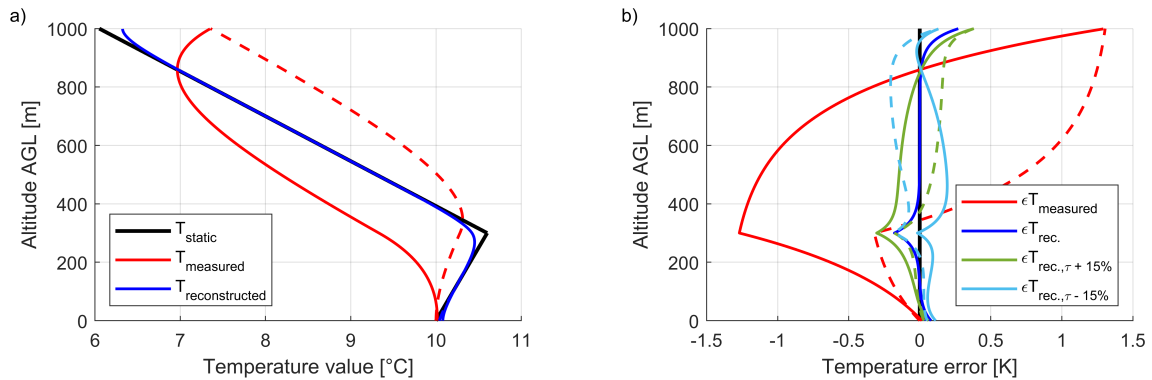 a)
1000
800
600
400
200
0
Altitude AGL [m]
T_static
T_measured
T_reconstructed
6 7 8 9 10 11
Temperature value [°C]
b)
1000
800
600
400
200
0
Altitude AGL [m]
ϵT_measured
ϵT_rec.
ϵT_rec.,τ + 15%
ϵT_rec.,τ - 15%
-1.5 -1 -0.5 0 0.5 1 1.5
Temperature error [K]